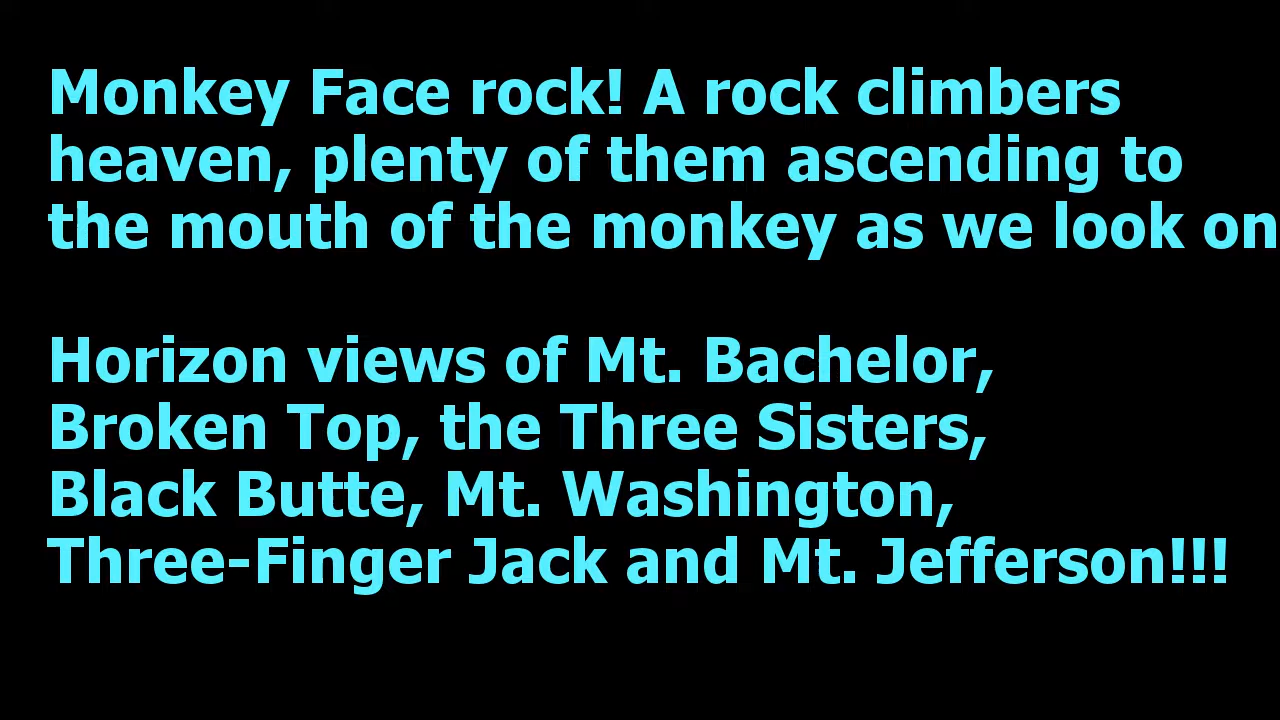 Monkey Face rock! A rock climbers
heaven, plenty of them ascending to
the mouth of the monkey as we look on
Horizon views of Mt. Bachelor,
Broken Top, the Three Sisters,
Black Butte, Mt. Washington,
Three-Finger Jack and Mt. Jefferson!!!